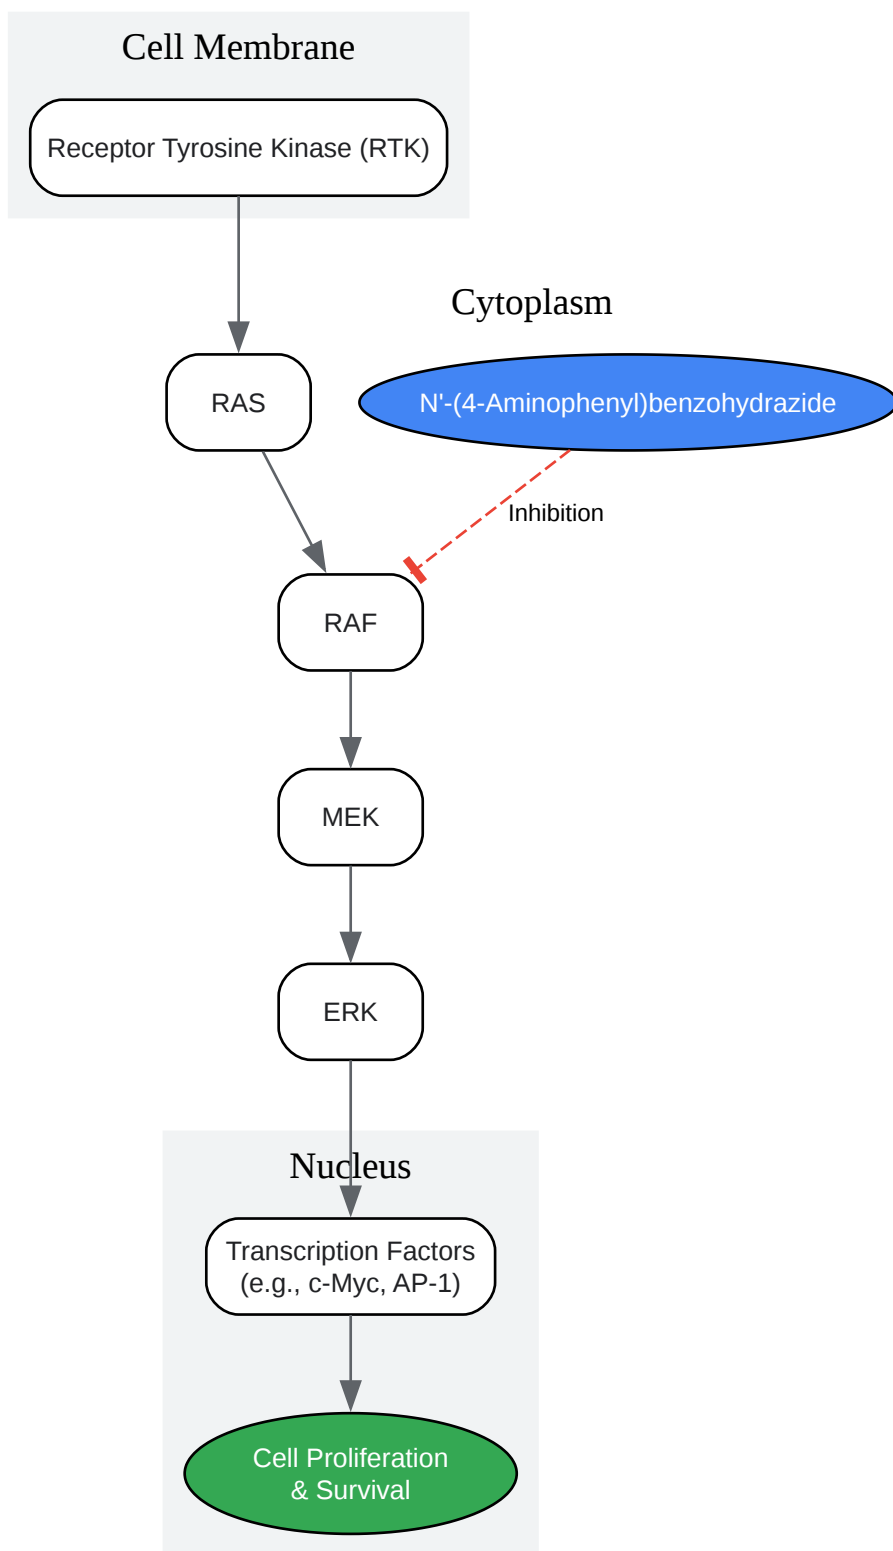 Cell Membrane
Receptor Tyrosine Kinase (RTK)
Cytoplasm
RAS
N'-(4-Aminophenyl)benzohydrazide
Inhibition
RAF
MEK
ERK
Nucleus
Transcription Factors
(e.g., c-Myc, AP-1)
Cell Proliferation
& Survival